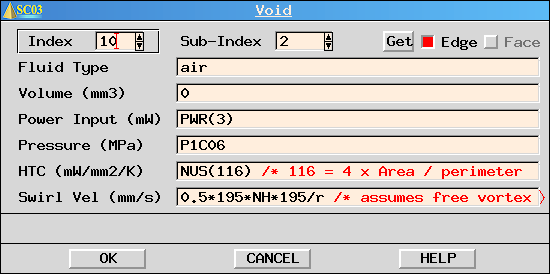 SC03 Void
Index 10 Sub-Index 2 Get Edge Face
Fluid Type air
Volume (mm3) 0
Power Input (mW) PWR(3)
Pressure (MPa) P1C06
HTC (mW/mm2/K) NUS(116) /* 116 = 4 x Area / perimeter
Swirl Vel (mm/s) 0.5*195*NH*195/r /* assumes free vortex )
OK CANCEL HELP